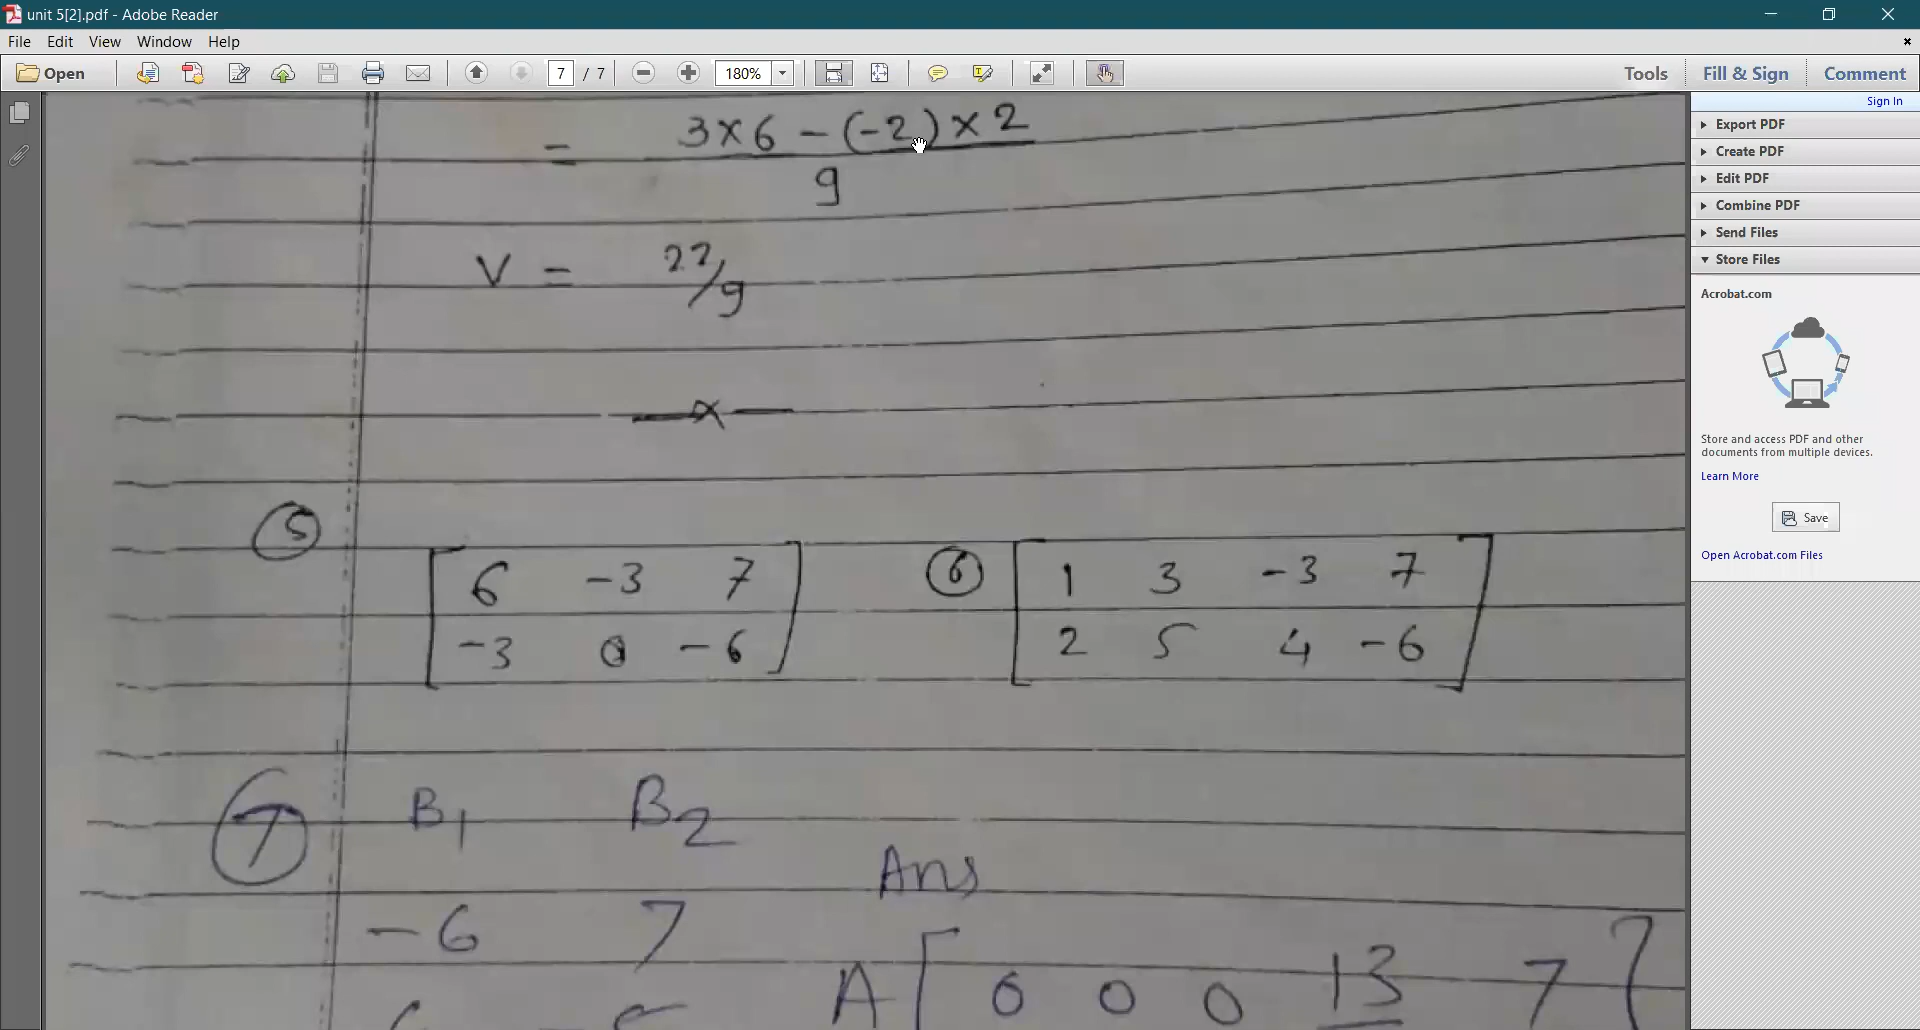 unit 5[2].pdf - Adobe Reader
File Edit View Window Help
Open 7 / 7 180% Tools Fill & Sign Comment
Sign In
Export PDF
Create PDF
Edit PDF
Combine PDF
Send Files
Store Files
Acrobat.com
Store and access PDF and other
documents from multiple devices.
Learn More
Save
Open Acrobat.com Files
= 3 x 6 - (-2) x 2
9
V = 22/9
x
5
6 -3 7
-3 0 -6
6
1 3 -3 7
2 5 4 -6
7 B1 B2
Ans
-6 7
A [ 0 0 0 13 7